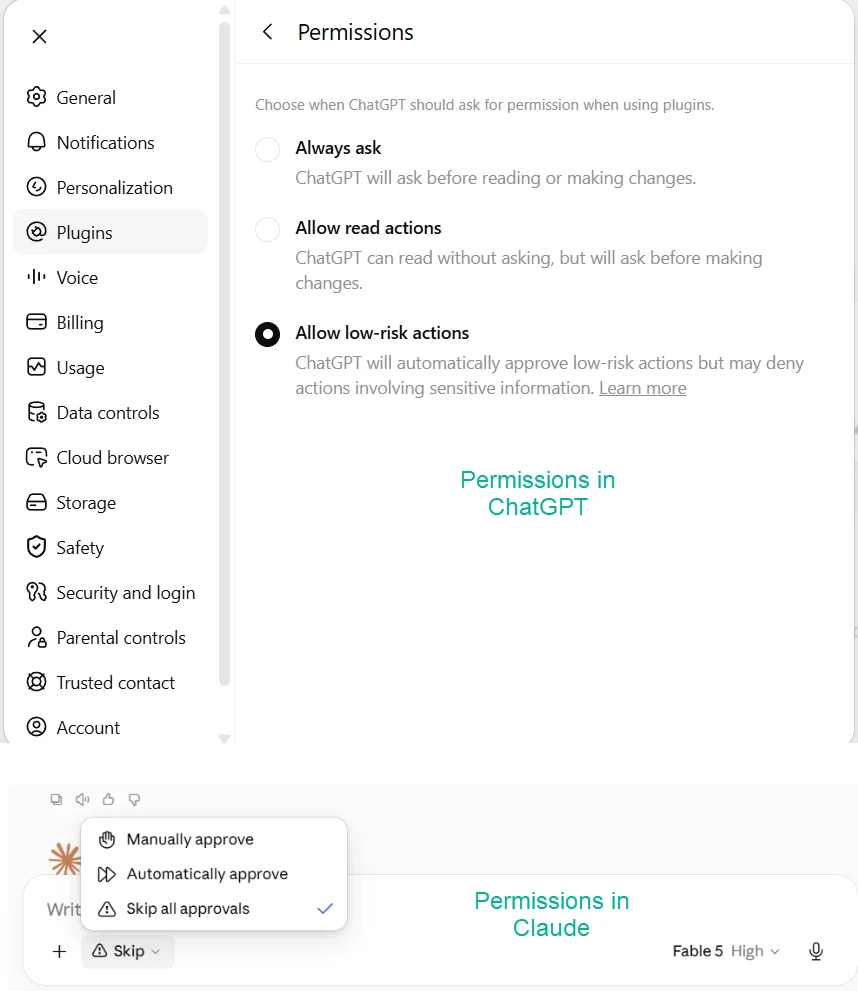 Permissions
General
Notifications
Personalization
Plugins
Voice
Billing
Usage
Data controls
Cloud browser
Storage
Safety
Security and login
Parental controls
Trusted contact
Account
Choose when ChatGPT should ask for permission when using plugins.
Always ask
ChatGPT will ask before reading or making changes.
Allow read actions
ChatGPT can read without asking, but will ask before making
changes.
Allow low-risk actions
ChatGPT will automatically approve low-risk actions but may deny
actions involving sensitive information. Learn more
Permissions in
ChatGPT
Manually approve
Automatically approve
Skip all approvals
Writ
Permissions in
Claude
Skip
Fable 5 High